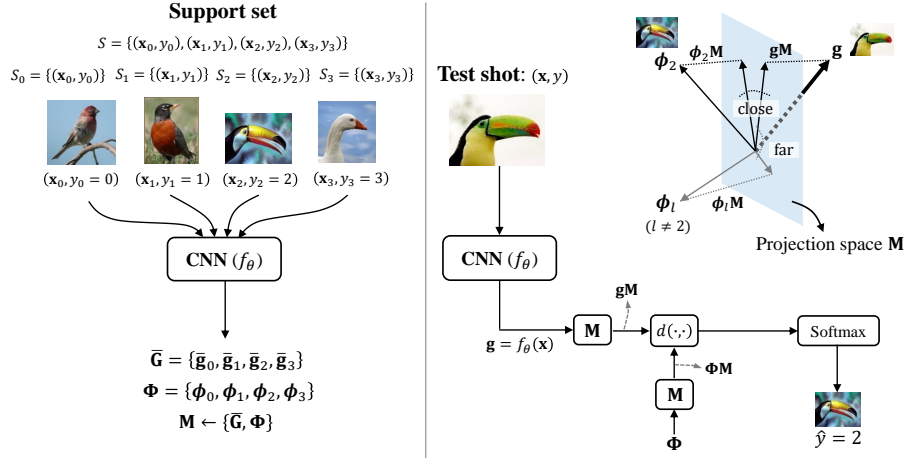 Support set
S = {(x₀, y₀), (x₁, y₁), (x₂, y₂), (x₃, y₃)}
S₀ = {(x₀, y₀)} S₁ = {(x₁, y₁)} S₂ = {(x₂, y₂)} S₃ = {(x₃, y₃)}
(x₀, y₀ = 0) (x₁, y₁ = 1) (x₂, y₂ = 2) (x₃, y₃ = 3)
CNN (f_θ)
Ḡ = {ḡ₀, ḡ₁, ḡ₂, ḡ₃}
Φ = {ϕ₀, ϕ₁, ϕ₂, ϕ₃}
M ← {Ḡ, Φ}
Test shot: (x, y)
CNN (f_θ)
g = f_θ(x)
M
gM
d(·,·)
Softmax
ΦM
M
Φ
ŷ = 2
ϕ₂
ϕ₂M
gM
g
close
far
ϕₗ
(l ≠ 2)
ϕₗM
Projection space M